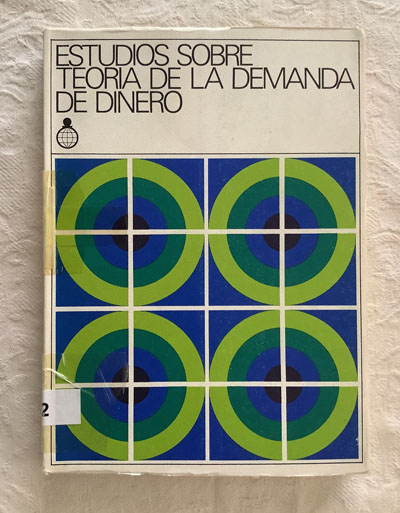 ESTUDIOS SOBRE
TEORIA DE LA DEMANDA
DE DINERO
2